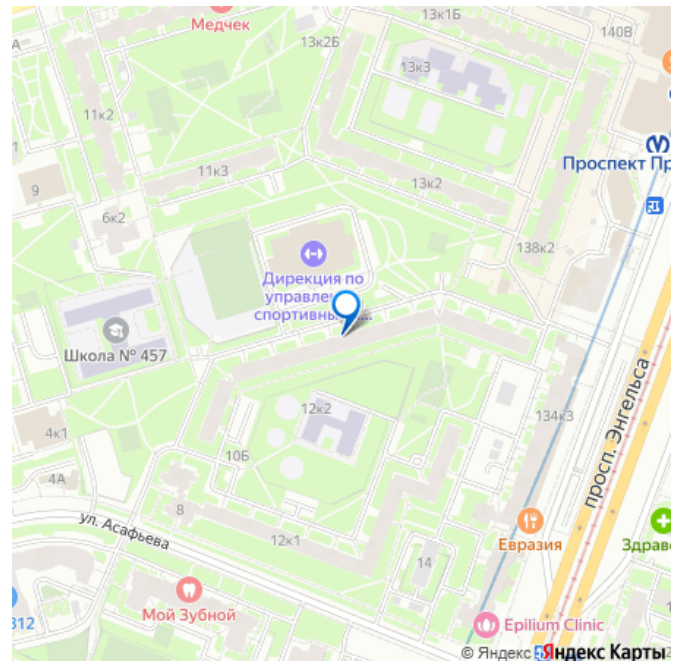 Медчек
13к1Б
13к2Б
140В
4А
13к3
11к2
Проспект Пр
11к3
13к2
9
6к2
138к2
Дирекция по
управлен
спортивны
Школа № 457
просп. Энгельса
12к2
134к3
4к1
10Б
4А
8
ул. Асафьева
12к1
Евразия
Здраво
14
Мой Зубной
312
Epilium Clinic
© Яндекс
Яндекс Карты